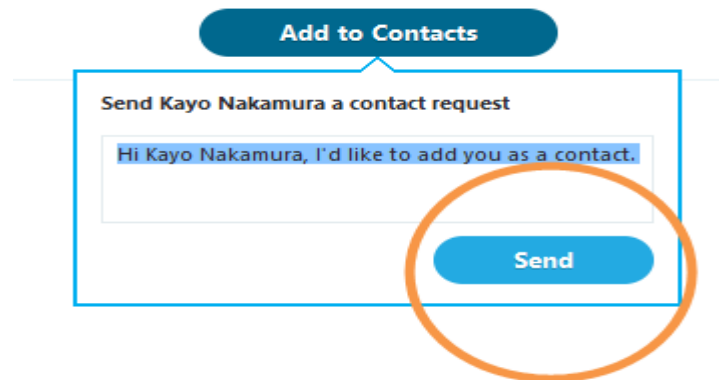 Add to Contacts
Send Kayo Nakamura a contact request
Hi Kayo Nakamura, I'd like to add you as a contact.
Send